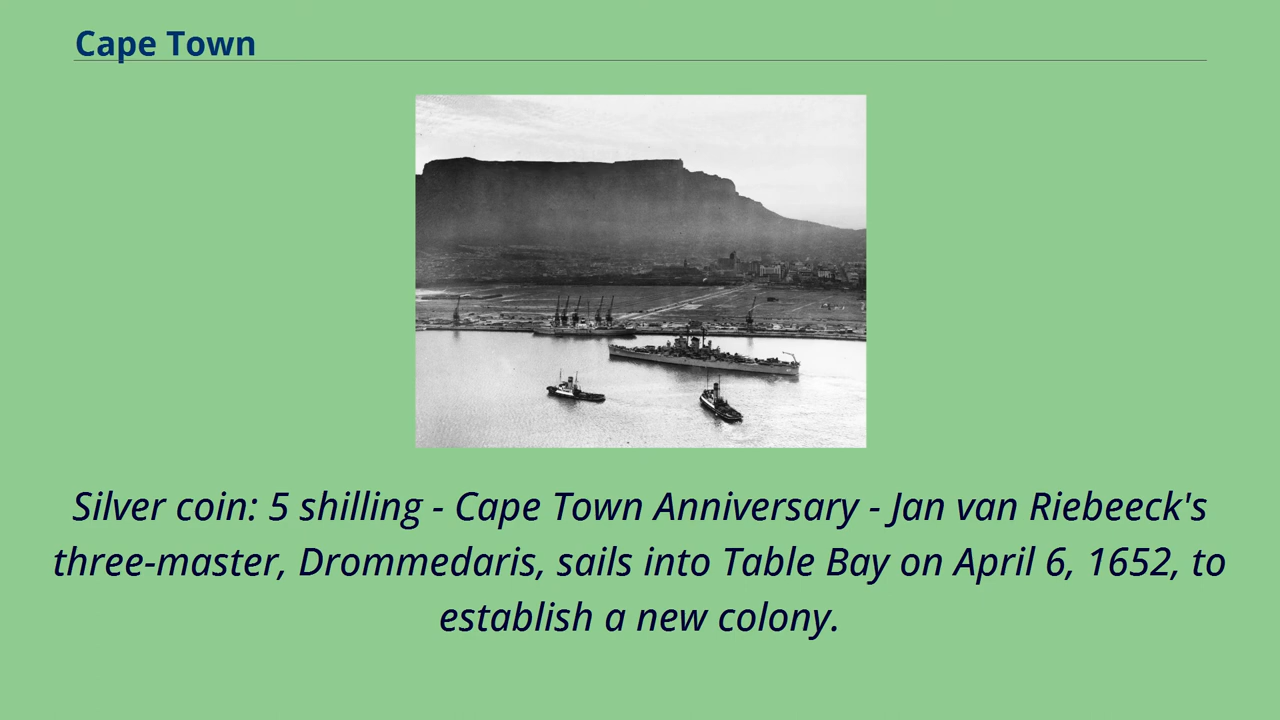 Cape Town
Silver coin: 5 shilling - Cape Town Anniversary - Jan van Riebeeck's
three-master, Drommedaris, sails into Table Bay on April 6, 1652, to
establish a new colony.